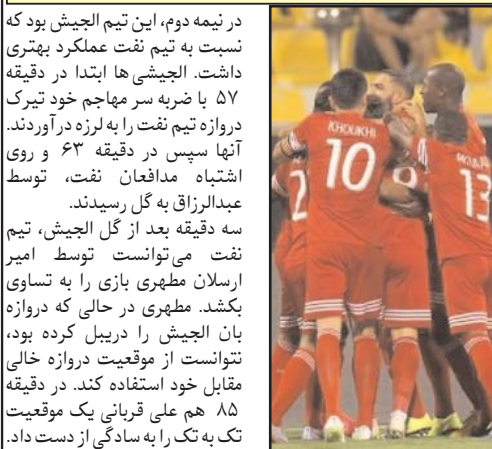 در نیمه دوم، این تیم الجیش بود که
نسبت به تیم نفت عملکرد بهتری
داشت. الجیشی ها ابتدا در دقیقه
۵۷ با ضربه سر مهاجم خود تیرک
دروازه تیم نفت را به لرزه درآوردند.
آنها سپس در دقیقه ۶۳ و روی
اشتباه مدافعان نفت، توسط
عبدالرزاق به گل رسیدند.
سه دقیقه بعد از گل الجیش، تیم
نفت می‌توانست توسط امیر
ارسلان مطهری بازی را به تساوی
بکشد. مطهری در حالی که دروازه
بان الجیش را دریبل کرده بود،
نتوانست از موقعیت دروازه خالی
مقابل خود استفاده کند. در دقیقه
۸۵ هم علی قربانی یک موقعیت
تک به تک را به سادگی از دست داد.
KHOUKHI
10
2
13